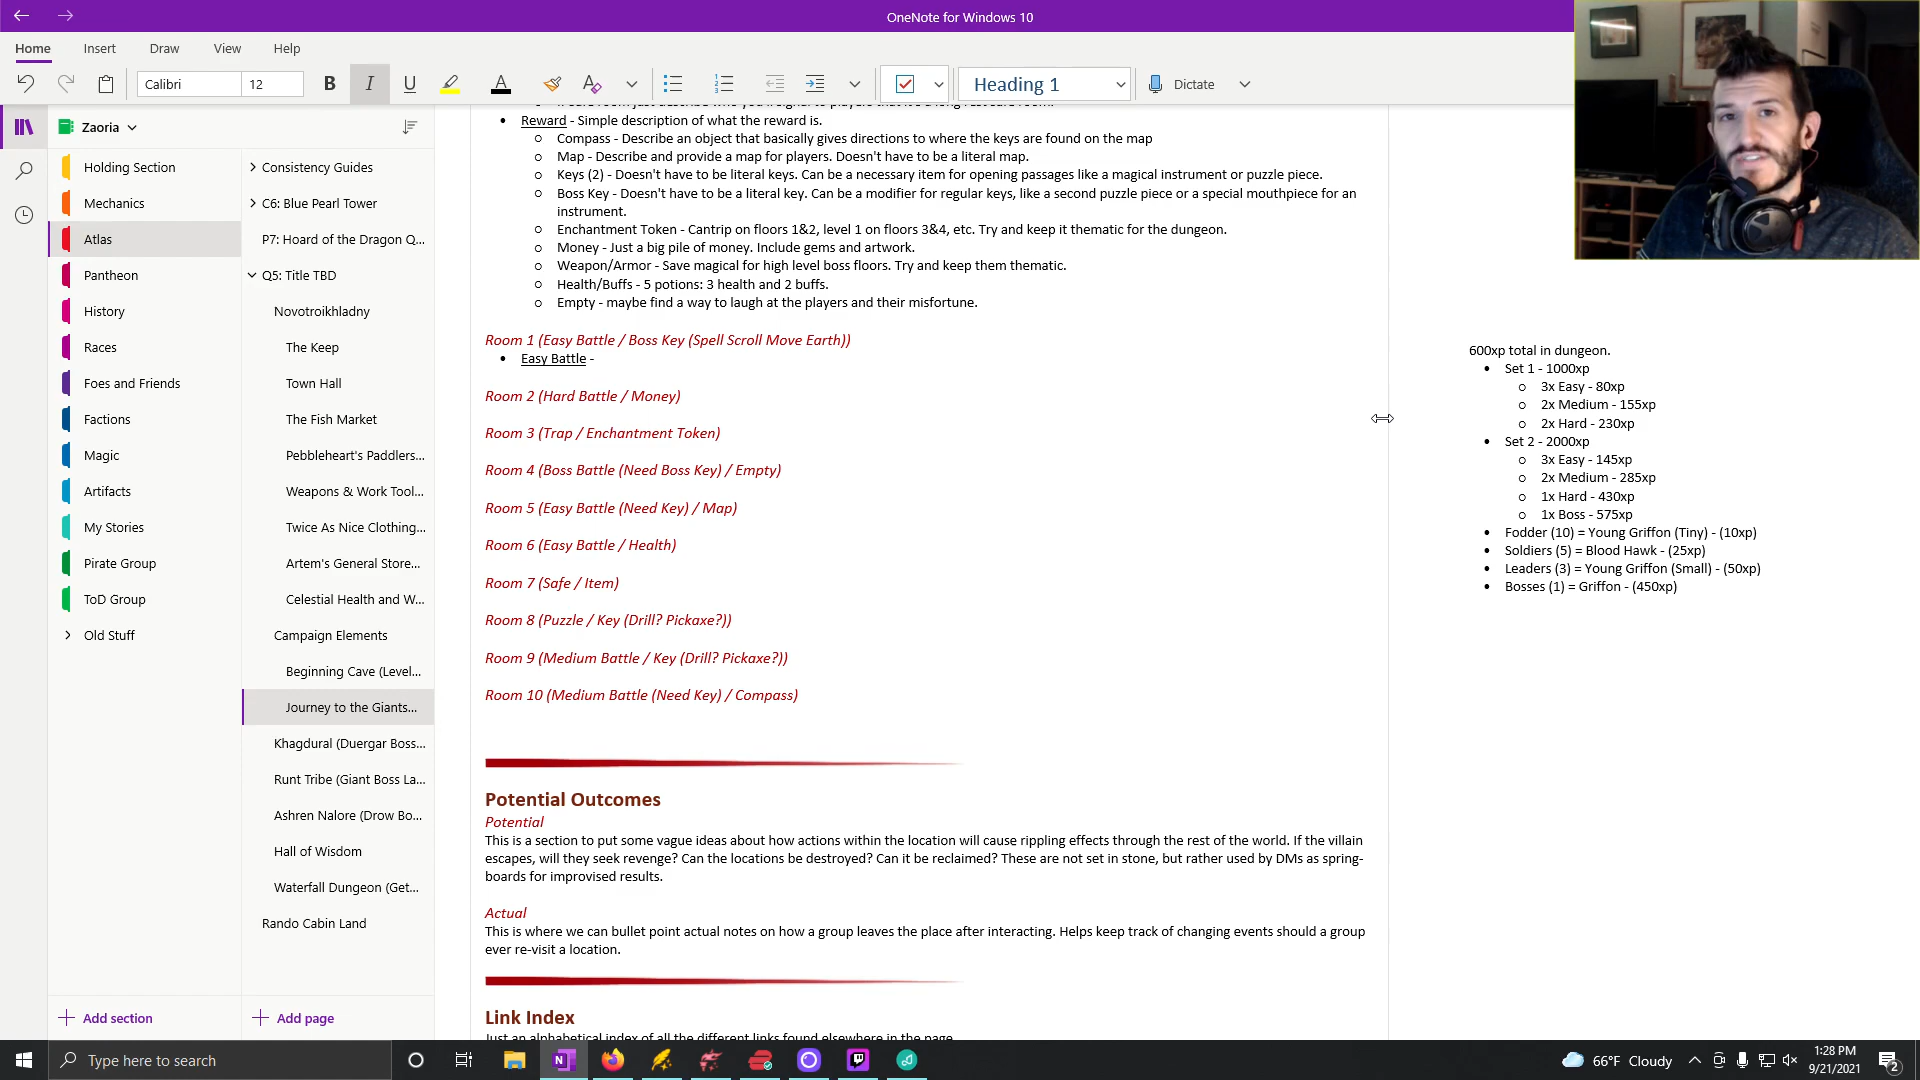 OneNote for Windows 10
Home
Insert
Draw
View
Help
Calibri
12
B
I
U
A
A
Heading 1
Dictate
Zaoria
Holding Section
Mechanics
Atlas
Pantheon
History
Races
Foes and Friends
Factions
Magic
Artifacts
My Stories
Pirate Group
ToD Group
Old Stuff
Add section
Consistency Guides
C6: Blue Pearl Tower
P7: Hoard of the Dragon Q...
Q5: Title TBD
Novotroikhladny
The Keep
Town Hall
The Fish Market
Pebbleheart's Paddlers...
Weapons & Work Tool...
Twice As Nice Clothing...
Artem's General Store...
Celestial Health and W...
Campaign Elements
Beginning Cave (Level...
Journey to the Giants...
Khagdural (Duergar Boss...
Runt Tribe (Giant Boss La...
Ashren Nalore (Drow Bo...
Hall of Wisdom
Waterfall Dungeon (Get...
Rando Cabin Land
Add page
• Reward - Simple description of what the reward is.
o Compass - Describe an object that basically gives directions to where the keys are found on the map
o Map - Describe and provide a map for players. Doesn't have to be a literal map.
o Keys (2) - Doesn't have to be literal keys. Can be a necessary item for opening passages like a magical instrument or puzzle piece.
o Boss Key - Doesn't have to be a literal key. Can be a modifier for regular keys, like a second puzzle piece or a special mouthpiece for an
instrument.
o Enchantment Token - Cantrip on floors 1&2, level 1 on floors 3&4, etc. Try and keep it thematic for the dungeon.
o Money - Just a big pile of money. Include gems and artwork.
o Weapon/Armor - Save magical for high level boss floors. Try and keep them thematic.
o Health/Buffs - 5 potions: 3 health and 2 buffs.
o Empty - maybe find a way to laugh at the players and their misfortune.
Room 1 (Easy Battle / Boss Key (Spell Scroll Move Earth))
• Easy Battle -
Room 2 (Hard Battle / Money)
Room 3 (Trap / Enchantment Token)
Room 4 (Boss Battle (Need Boss Key) / Empty)
Room 5 (Easy Battle (Need Key) / Map)
Room 6 (Easy Battle / Health)
Room 7 (Safe / Item)
Room 8 (Puzzle / Key (Drill? Pickaxe?))
Room 9 (Medium Battle / Key (Drill? Pickaxe?))
Room 10 (Medium Battle (Need Key) / Compass)
Potential Outcomes
Potential
This is a section to put some vague ideas about how actions within the location will cause rippling effects through the rest of the world. If the villain
escapes, will they seek revenge? Can the locations be destroyed? Can it be reclaimed? These are not set in stone, but rather used by DMs as spring-
boards for improvised results.
Actual
This is where we can bullet point actual notes on how a group leaves the place after interacting. Helps keep track of changing events should a group
ever re-visit a location.
Link Index
Just an alphabetical index of all the different links found elsewhere in the page.
600xp total in dungeon.
• Set 1 - 1000xp
o 3x Easy - 80xp
o 2x Medium - 155xp
o 2x Hard - 230xp
• Set 2 - 2000xp
o 3x Easy - 145xp
o 2x Medium - 285xp
o 1x Hard - 430xp
o 1x Boss - 575xp
• Fodder (10) = Young Griffon (Tiny) - (10xp)
• Soldiers (5) = Blood Hawk - (25xp)
• Leaders (3) = Young Griffon (Small) - (50xp)
• Bosses (1) = Griffon - (450xp)
Type here to search
66°F Cloudy
1:28 PM
9/21/2021
2